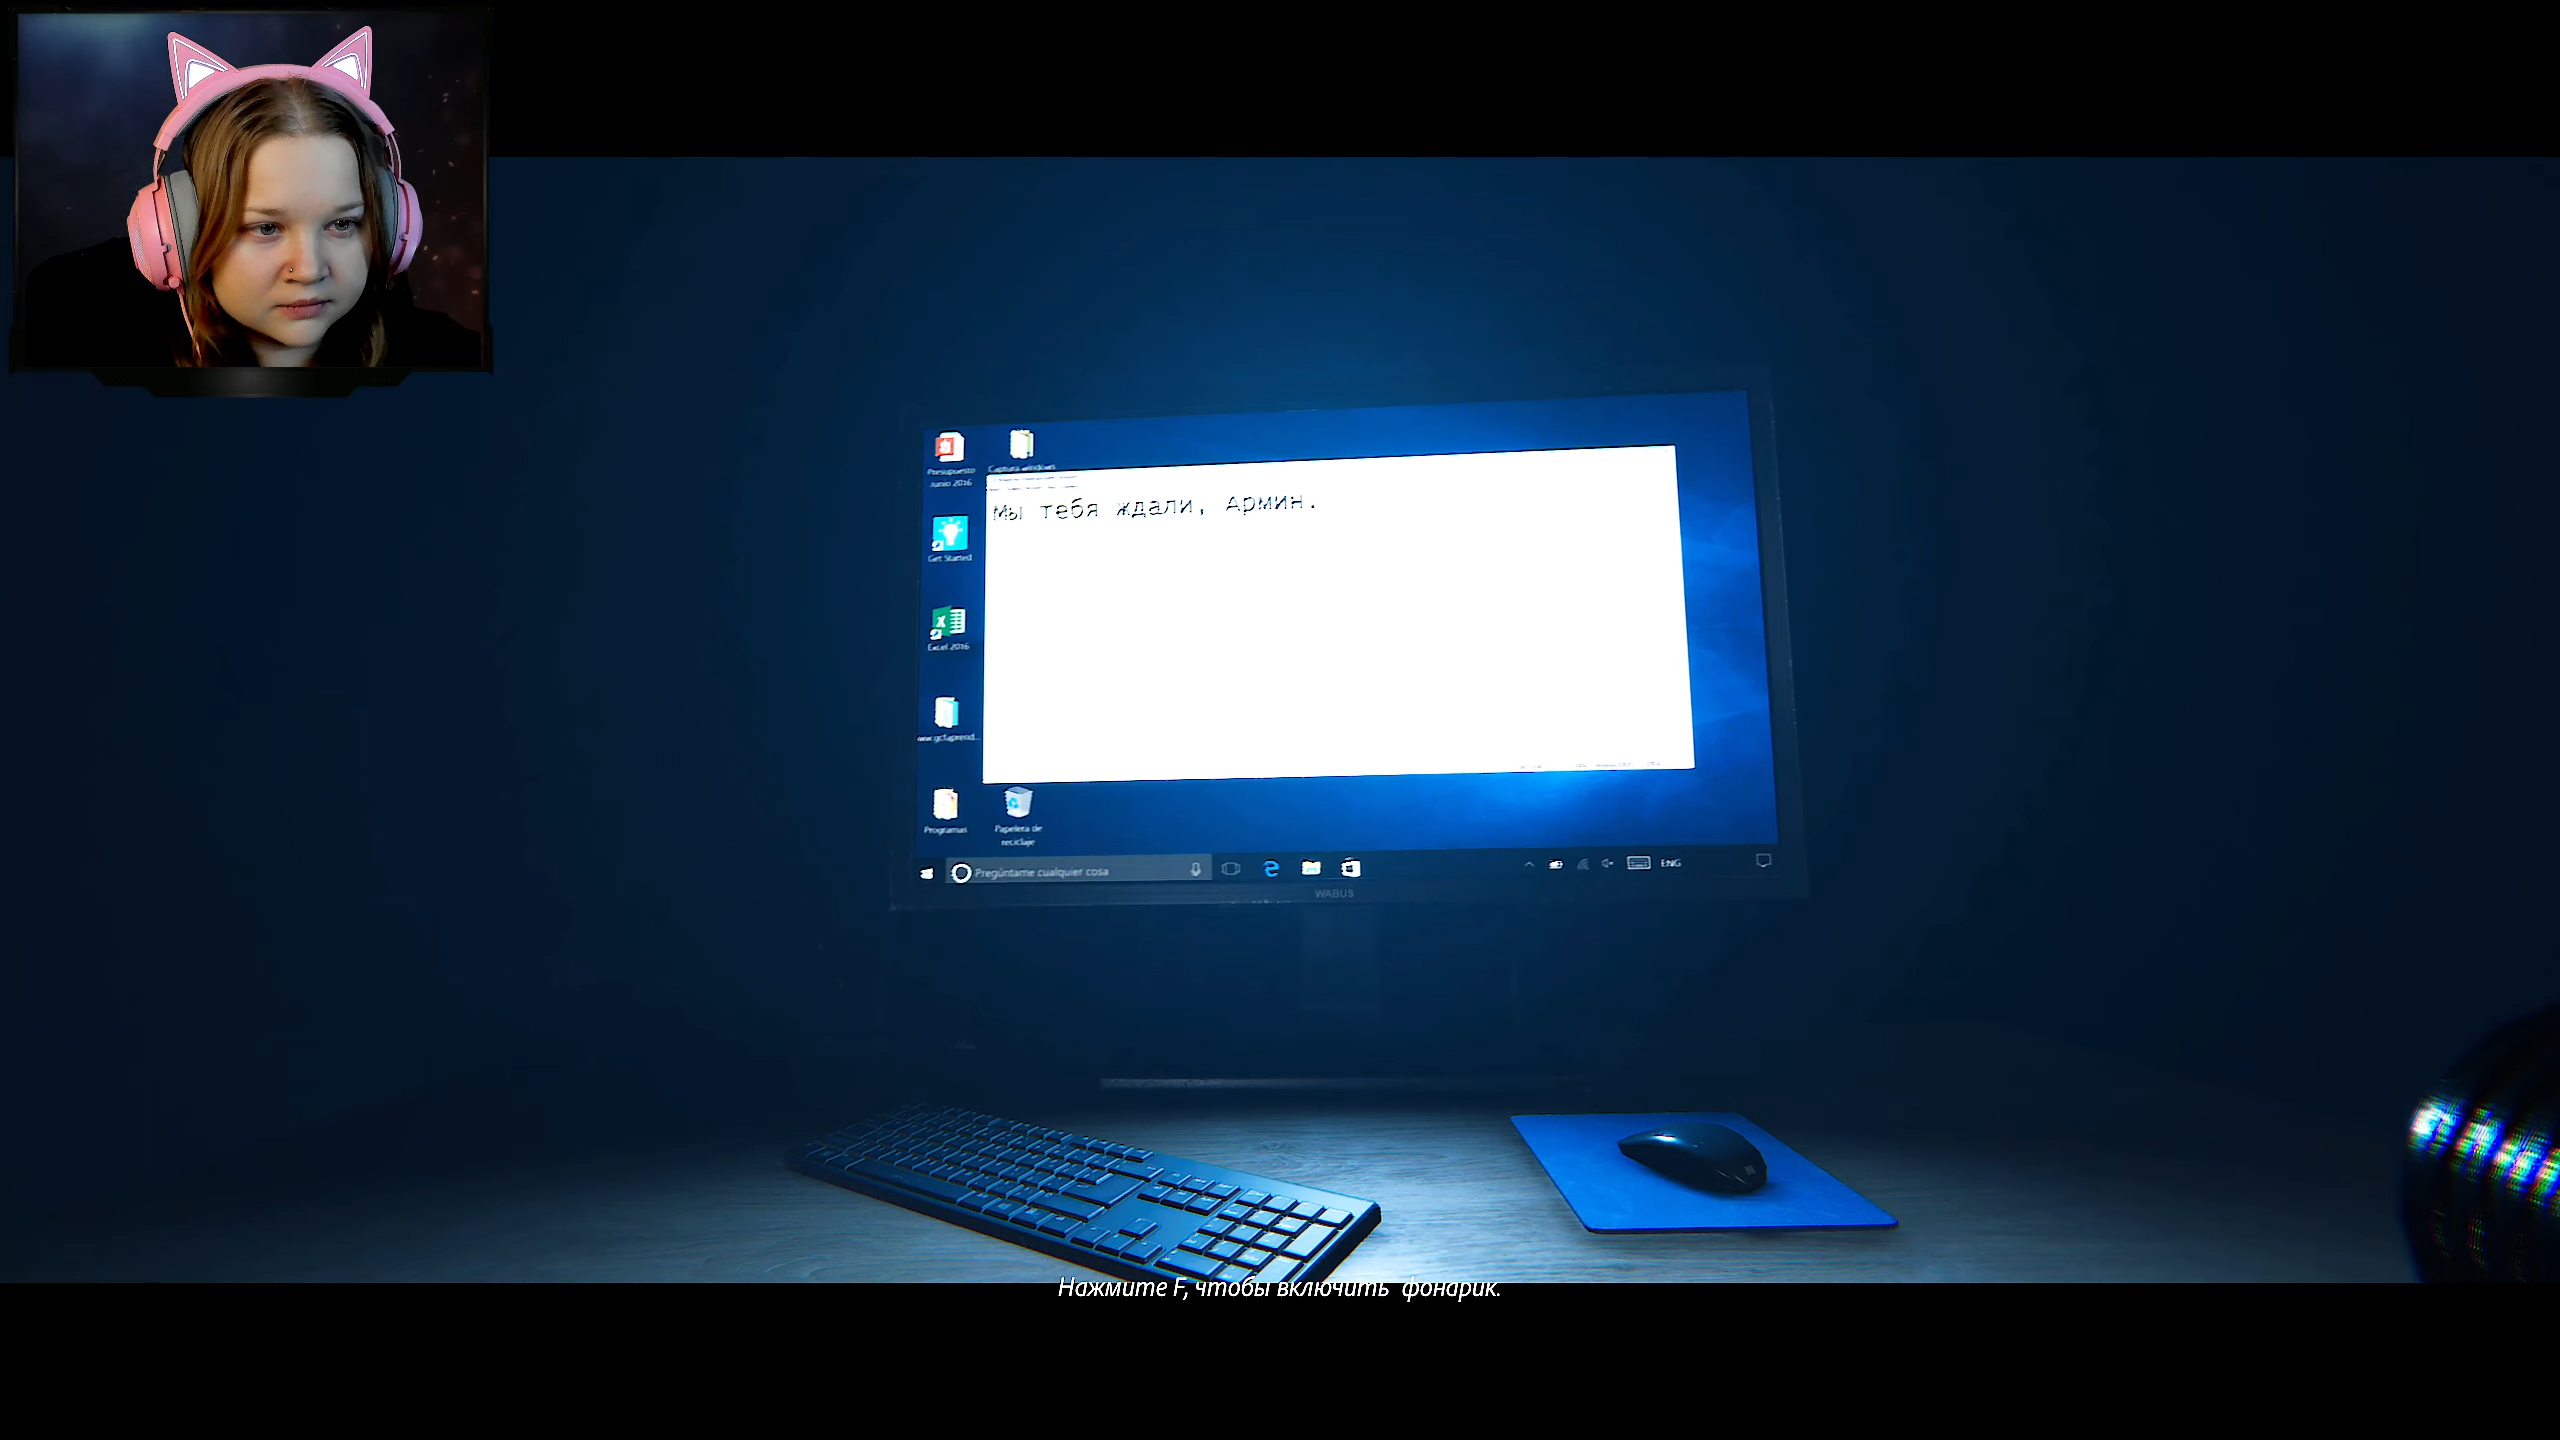 Presupuesto
Junio 2016
Captura windows
Мы тебя ждали, Армин.
Get Started
Excel 2016
Programas
Papelera de
reciclaje
Pregúntame cualquier cosa
ENG
WABUS
Нажмите F, чтобы включить фонарик.